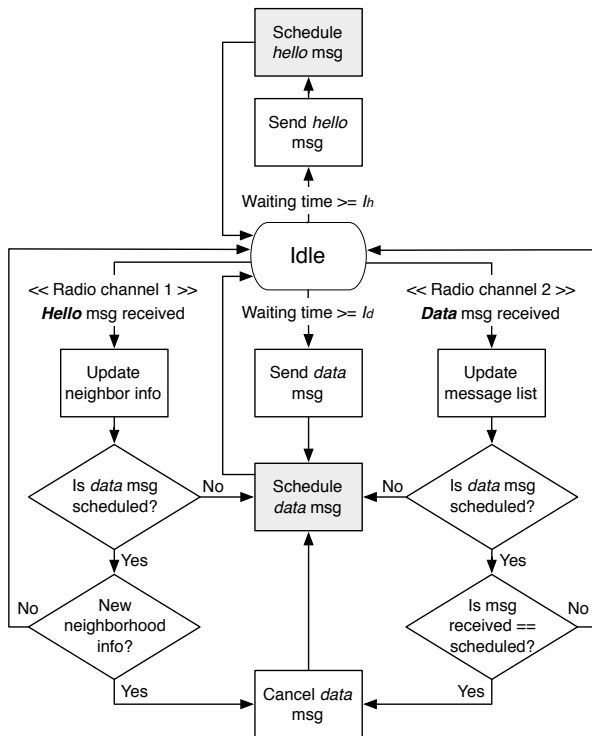 Schedule
hello msg
Send hello
msg
Waiting time >= Ih
Idle
<< Radio channel 1 >>
Hello msg received
Waiting time >= Id
<< Radio channel 2 >>
Data msg received
Update
neighbor info
Send data
msg
Update
message list
Is data msg
scheduled?
No
Schedule
data msg
No
Is data msg
scheduled?
Yes
Yes
No
New
neighborhood
info?
Is msg
received ==
scheduled?
No
Yes
Cancel data
msg
Yes